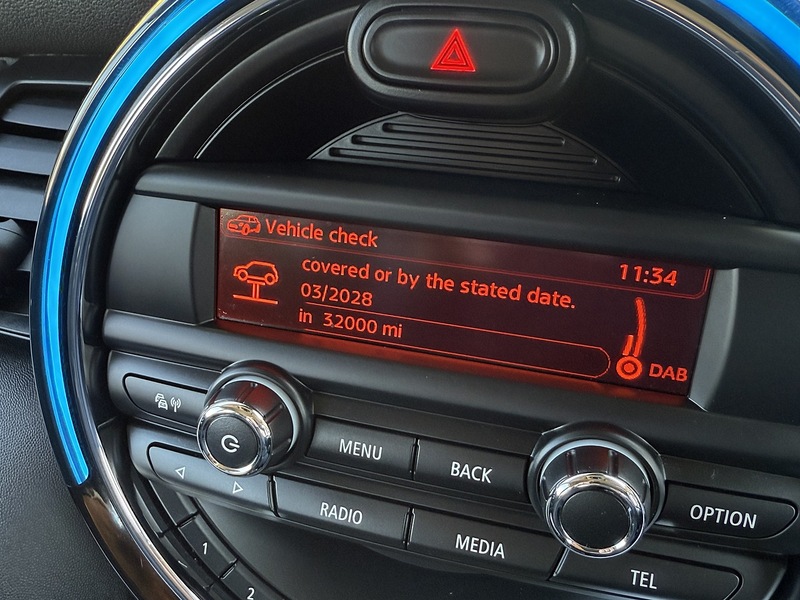 Vehicle check
11:34
covered or by the stated date.
03/2028
in 32000 mi
DAB
MENU
BACK
OPTION
RADIO
MEDIA
TEL
1
2